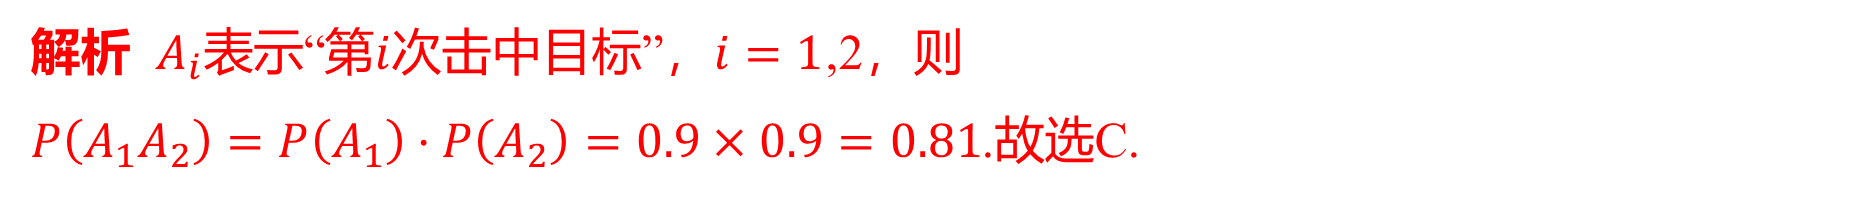 解析 𝐴ᵢ表示“第𝑖次击中目标”，𝑖 = 1,2，则
𝑃(𝐴₁𝐴₂) = 𝑃(𝐴₁) · 𝑃(𝐴₂) = 0.9 × 0.9 = 0.81.故选C.